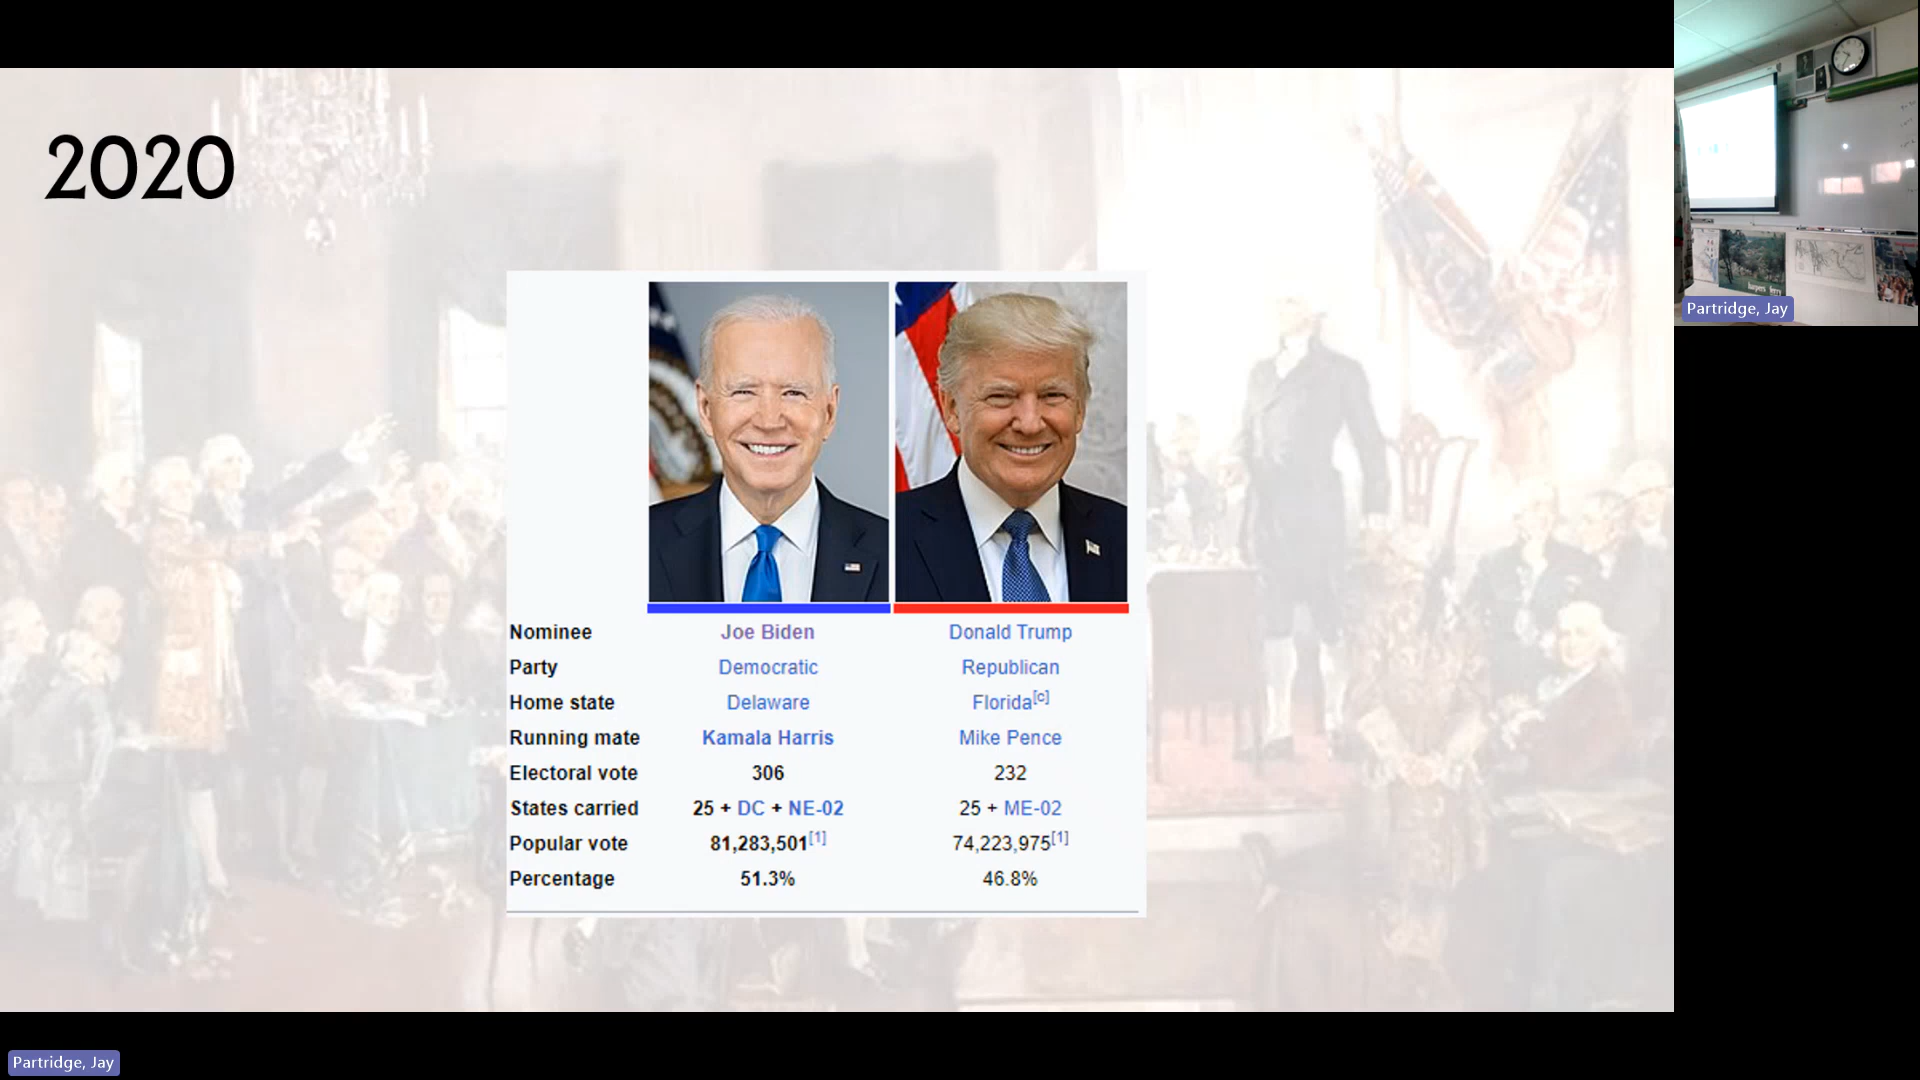 2020
Nominee Joe Biden Donald Trump
Party Democratic Republican
Home state Delaware Florida[c]
Running mate Kamala Harris Mike Pence
Electoral vote 306 232
States carried 25 + DC + NE-02 25 + ME-02
Popular vote 81,283,501[1] 74,223,975[1]
Percentage 51.3% 46.8%
Partridge, Jay
Partridge, Jay